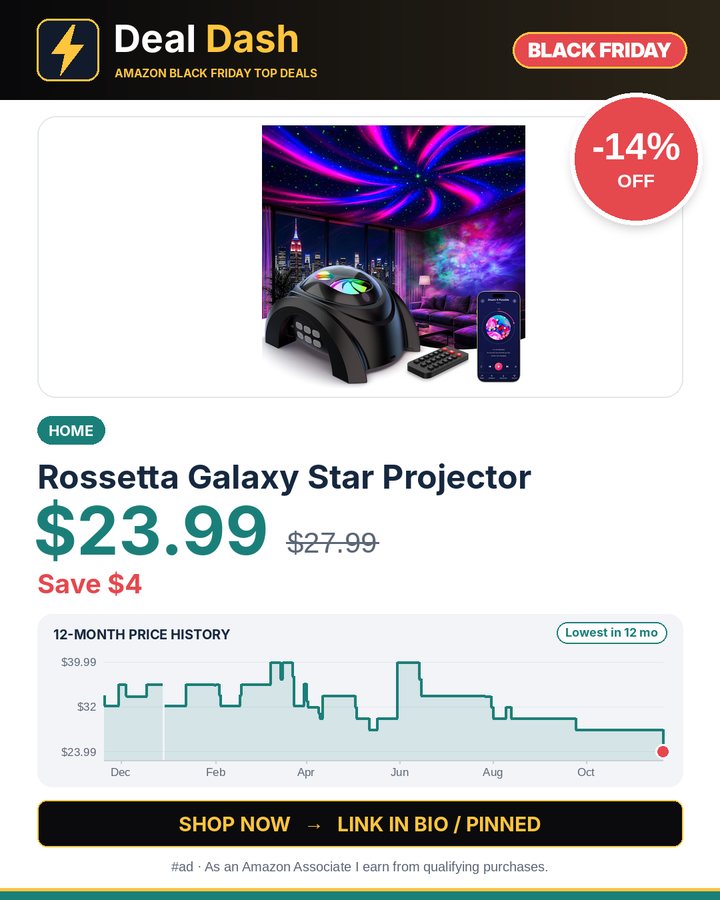 Deal Dash
AMAZON BLACK FRIDAY TOP DEALS
BLACK FRIDAY
-14%
OFF
HOME
Rossetta Galaxy Star Projector
$23.99 $27.99
Save $4
12-MONTH PRICE HISTORY
Lowest in 12 mo
$39.99
$32
$23.99
Dec Feb Apr Jun Aug Oct
SHOP NOW → LINK IN BIO / PINNED
#ad · As an Amazon Associate I earn from qualifying purchases.